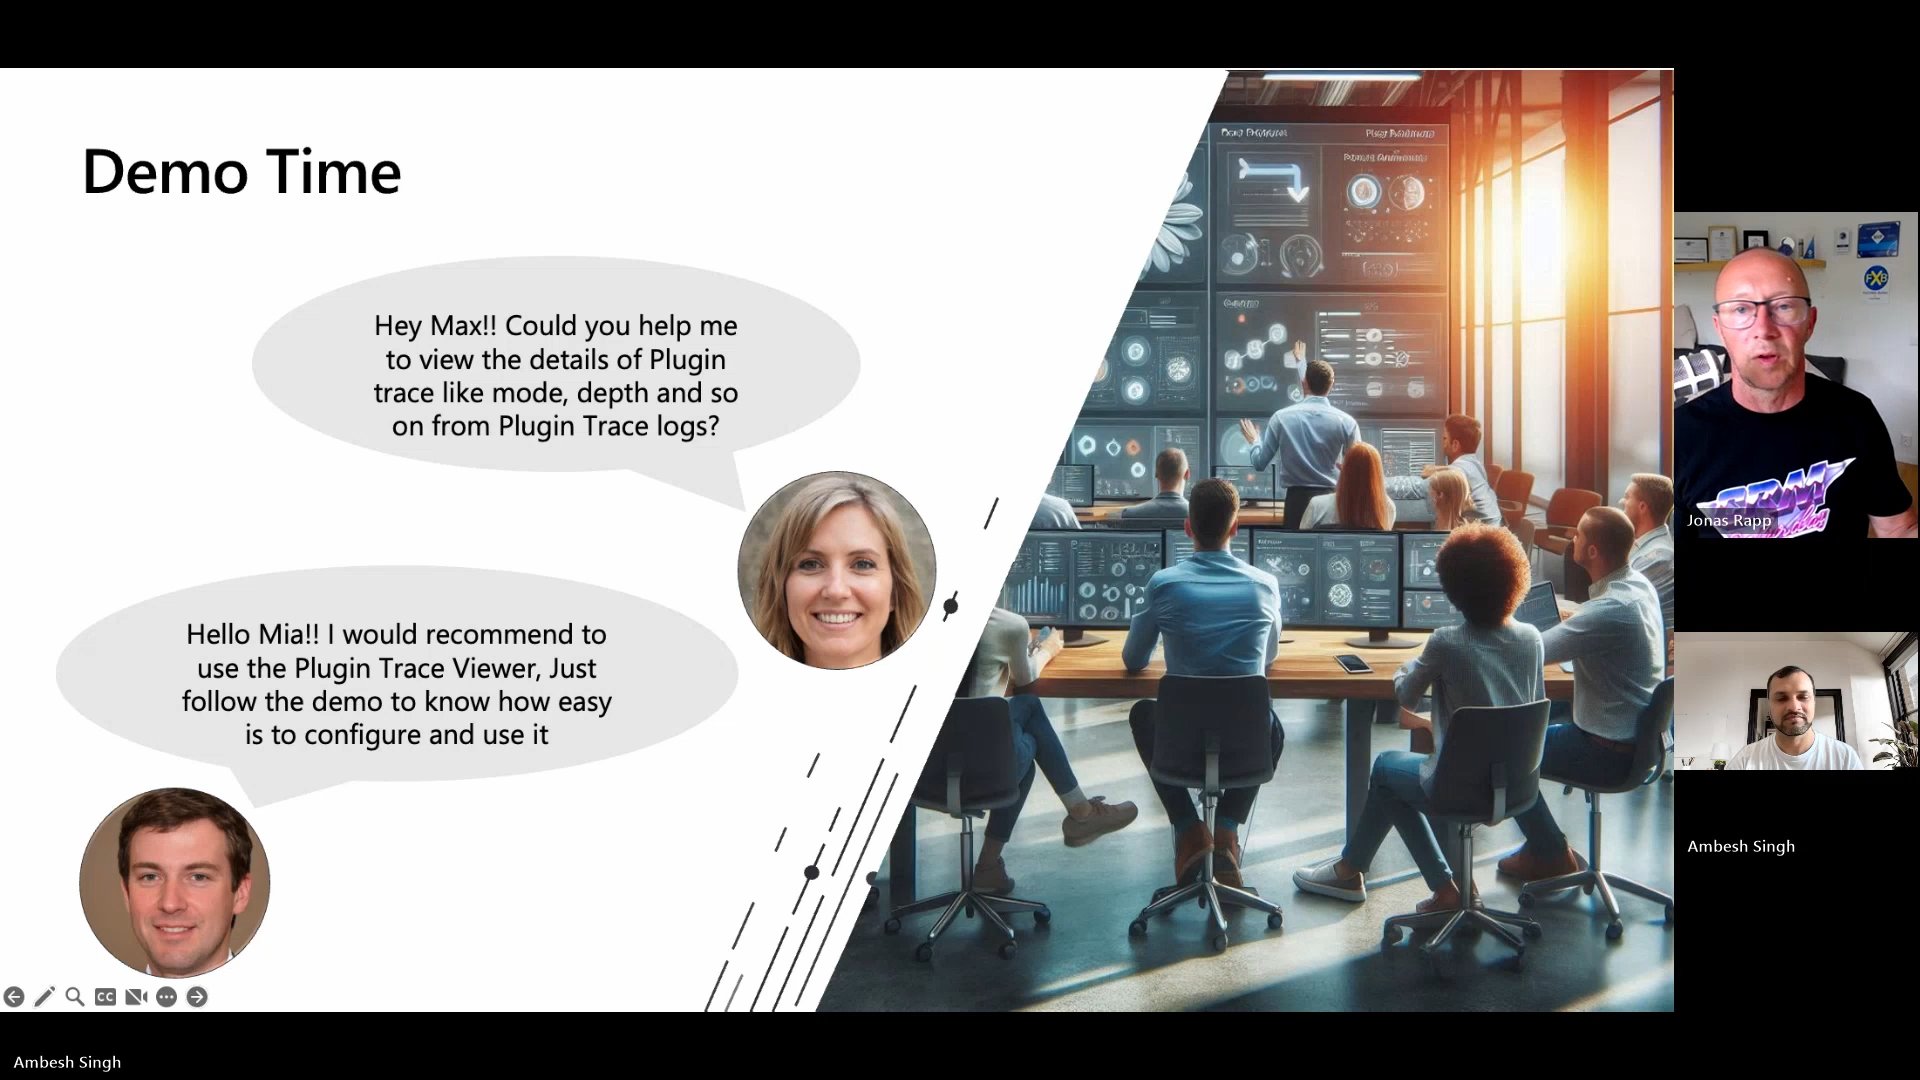 Demo Time
Hey Max!! Could you help me
to view the details of Plugin
trace like mode, depth and so
on from Plugin Trace logs?
Hello Mia!! I would recommend to
use the Plugin Trace Viewer, Just
follow the demo to know how easy
is to configure and use it
CC
FXB
Jonas Rapp
Ambesh Singh
Ambesh Singh